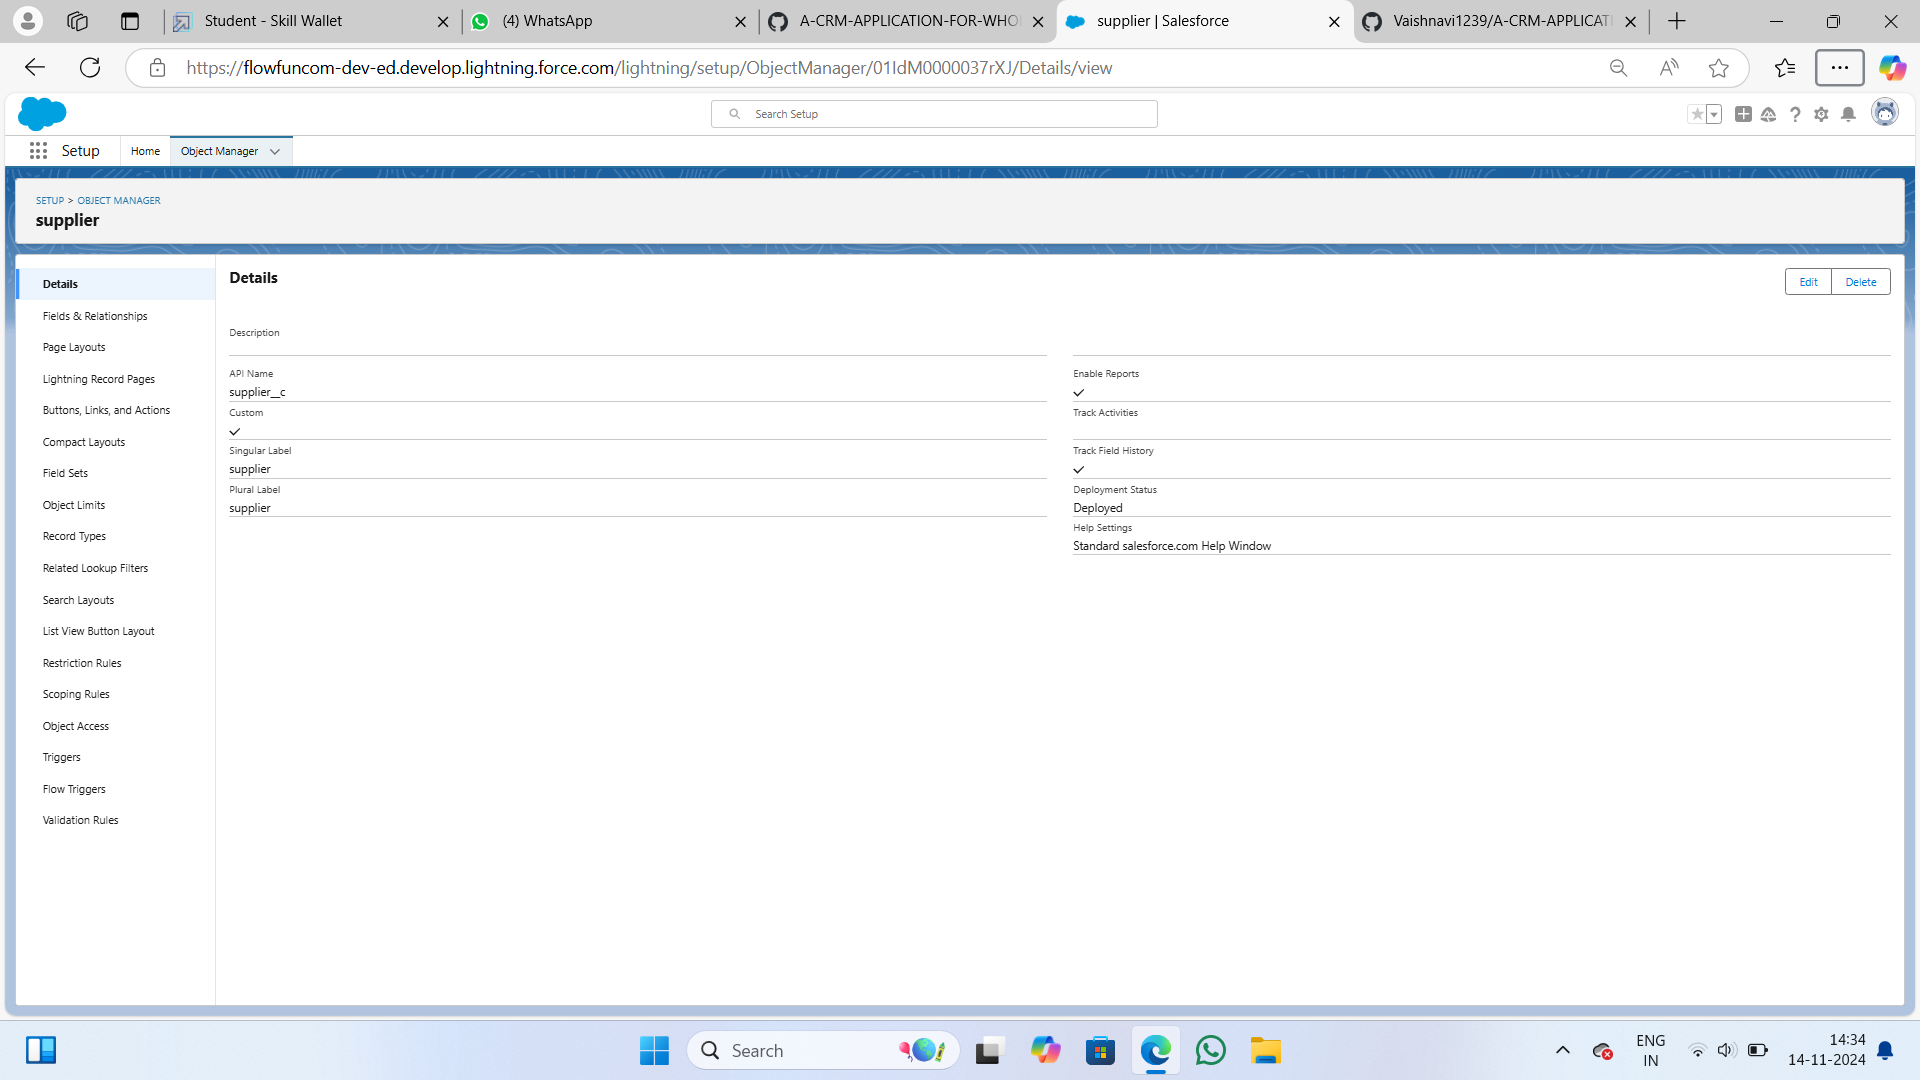 Student - Skill Wallet
(4) WhatsApp
A-CRM-APPLICATION-FOR-WHO
supplier | Salesforce
Vaishnavi1239/A-CRM-APPLICATI
https://flowfuncom-dev-ed.develop.lightning.force.com/lightning/setup/ObjectManager/01IdM0000037rXJ/Details/view
Search Setup
Setup
Home
Object Manager
SETUP > OBJECT MANAGER
supplier
Details
Fields & Relationships
Page Layouts
Lightning Record Pages
Buttons, Links, and Actions
Compact Layouts
Field Sets
Object Limits
Record Types
Related Lookup Filters
Search Layouts
List View Button Layout
Restriction Rules
Scoping Rules
Object Access
Triggers
Flow Triggers
Validation Rules
Details
Edit
Delete
Description
API Name
supplier__c
Custom
Singular Label
supplier
Plural Label
supplier
Enable Reports
Track Activities
Track Field History
Deployment Status
Deployed
Help Settings
Standard salesforce.com Help Window
Search
ENG
IN
14:34
14-11-2024